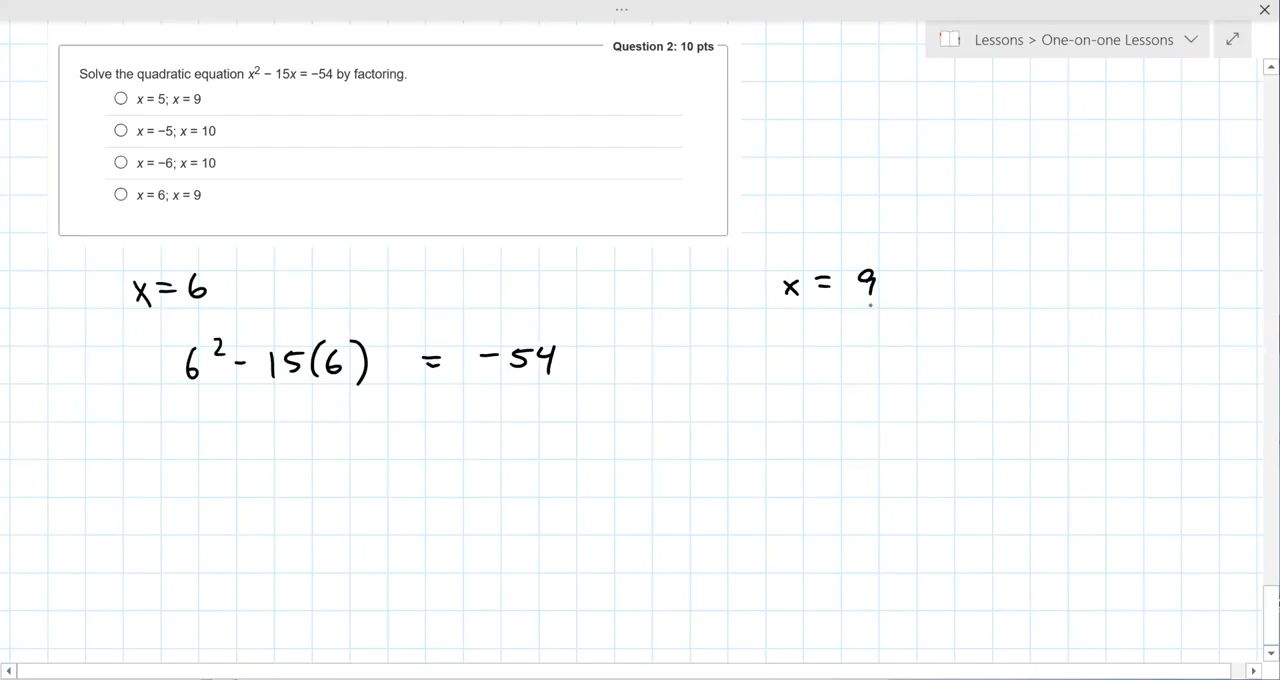 Lessons > One-on-one Lessons
Question 2: 10 pts
Solve the quadratic equation x² − 15x = −54 by factoring.
x = 5; x = 9
x = −5; x = 10
x = −6; x = 10
x = 6; x = 9
x = 6
x = 9
6² - 15(6) = -54